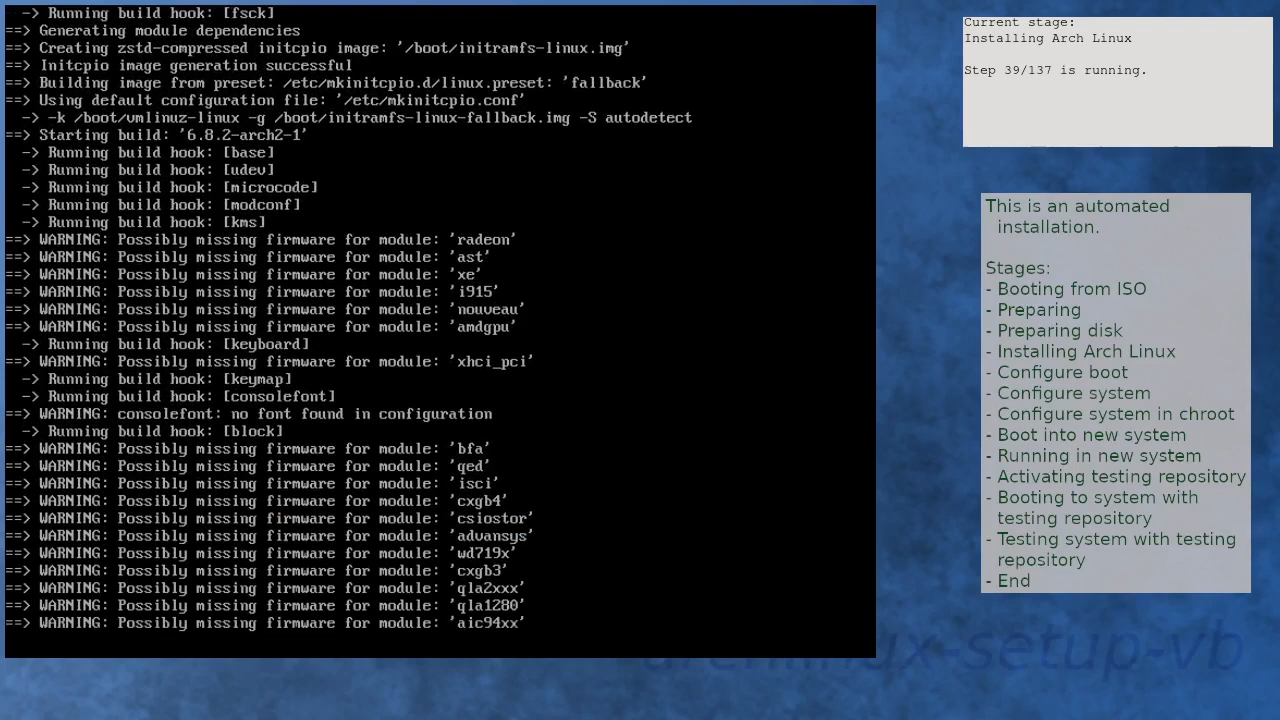 -> Running build hook: [fsck]
==> Generating module dependencies
==> Creating zstd-compressed initcpio image: '/boot/initramfs-linux.img'
==> Initcpio image generation successful
==> Building image from preset: /etc/mkinitcpio.d/linux.preset: 'fallback'
==> Using default configuration file: '/etc/mkinitcpio.conf'
-> -k /boot/vmlinuz-linux -g /boot/initramfs-linux-fallback.img -S autodetect
==> Starting build: '6.8.2-arch2-1'
-> Running build hook: [base]
-> Running build hook: [udev]
-> Running build hook: [microcode]
-> Running build hook: [modconf]
-> Running build hook: [kms]
==> WARNING: Possibly missing firmware for module: 'radeon'
==> WARNING: Possibly missing firmware for module: 'ast'
==> WARNING: Possibly missing firmware for module: 'xe'
==> WARNING: Possibly missing firmware for module: 'i915'
==> WARNING: Possibly missing firmware for module: 'nouveau'
==> WARNING: Possibly missing firmware for module: 'amdgpu'
-> Running build hook: [keyboard]
==> WARNING: Possibly missing firmware for module: 'xhci_pci'
-> Running build hook: [keymap]
-> Running build hook: [consolefont]
==> WARNING: consolefont: no font found in configuration
-> Running build hook: [block]
==> WARNING: Possibly missing firmware for module: 'bfa'
==> WARNING: Possibly missing firmware for module: 'qed'
==> WARNING: Possibly missing firmware for module: 'isci'
==> WARNING: Possibly missing firmware for module: 'cxgb4'
==> WARNING: Possibly missing firmware for module: 'csiostor'
==> WARNING: Possibly missing firmware for module: 'advansys'
==> WARNING: Possibly missing firmware for module: 'wd719x'
==> WARNING: Possibly missing firmware for module: 'cxgb3'
==> WARNING: Possibly missing firmware for module: 'qla2xxx'
==> WARNING: Possibly missing firmware for module: 'qla1280'
==> WARNING: Possibly missing firmware for module: 'aic94xx'
Current stage:
Installing Arch Linux
Step 39/137 is running.
This is an automated
installation.
Stages:
- Booting from ISO
- Preparing
- Preparing disk
- Installing Arch Linux
- Configure boot
- Configure system
- Configure system in chroot
- Boot into new system
- Running in new system
- Activating testing repository
- Booting to system with
testing repository
- Testing system with testing
repository
- End
archlinux-setup-vb